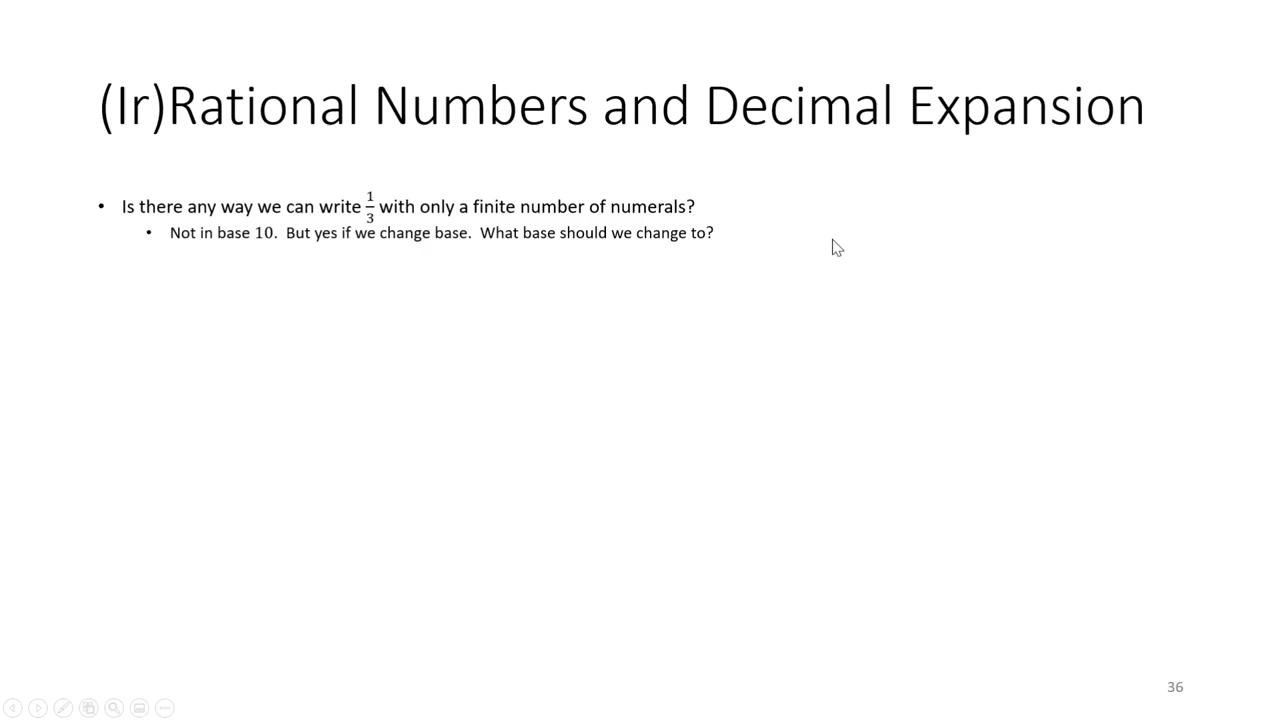 (Ir)Rational Numbers and Decimal Expansion
• Is there any way we can write 1/3 with only a finite number of numerals?
• Not in base 10. But yes if we change base. What base should we change to?
36